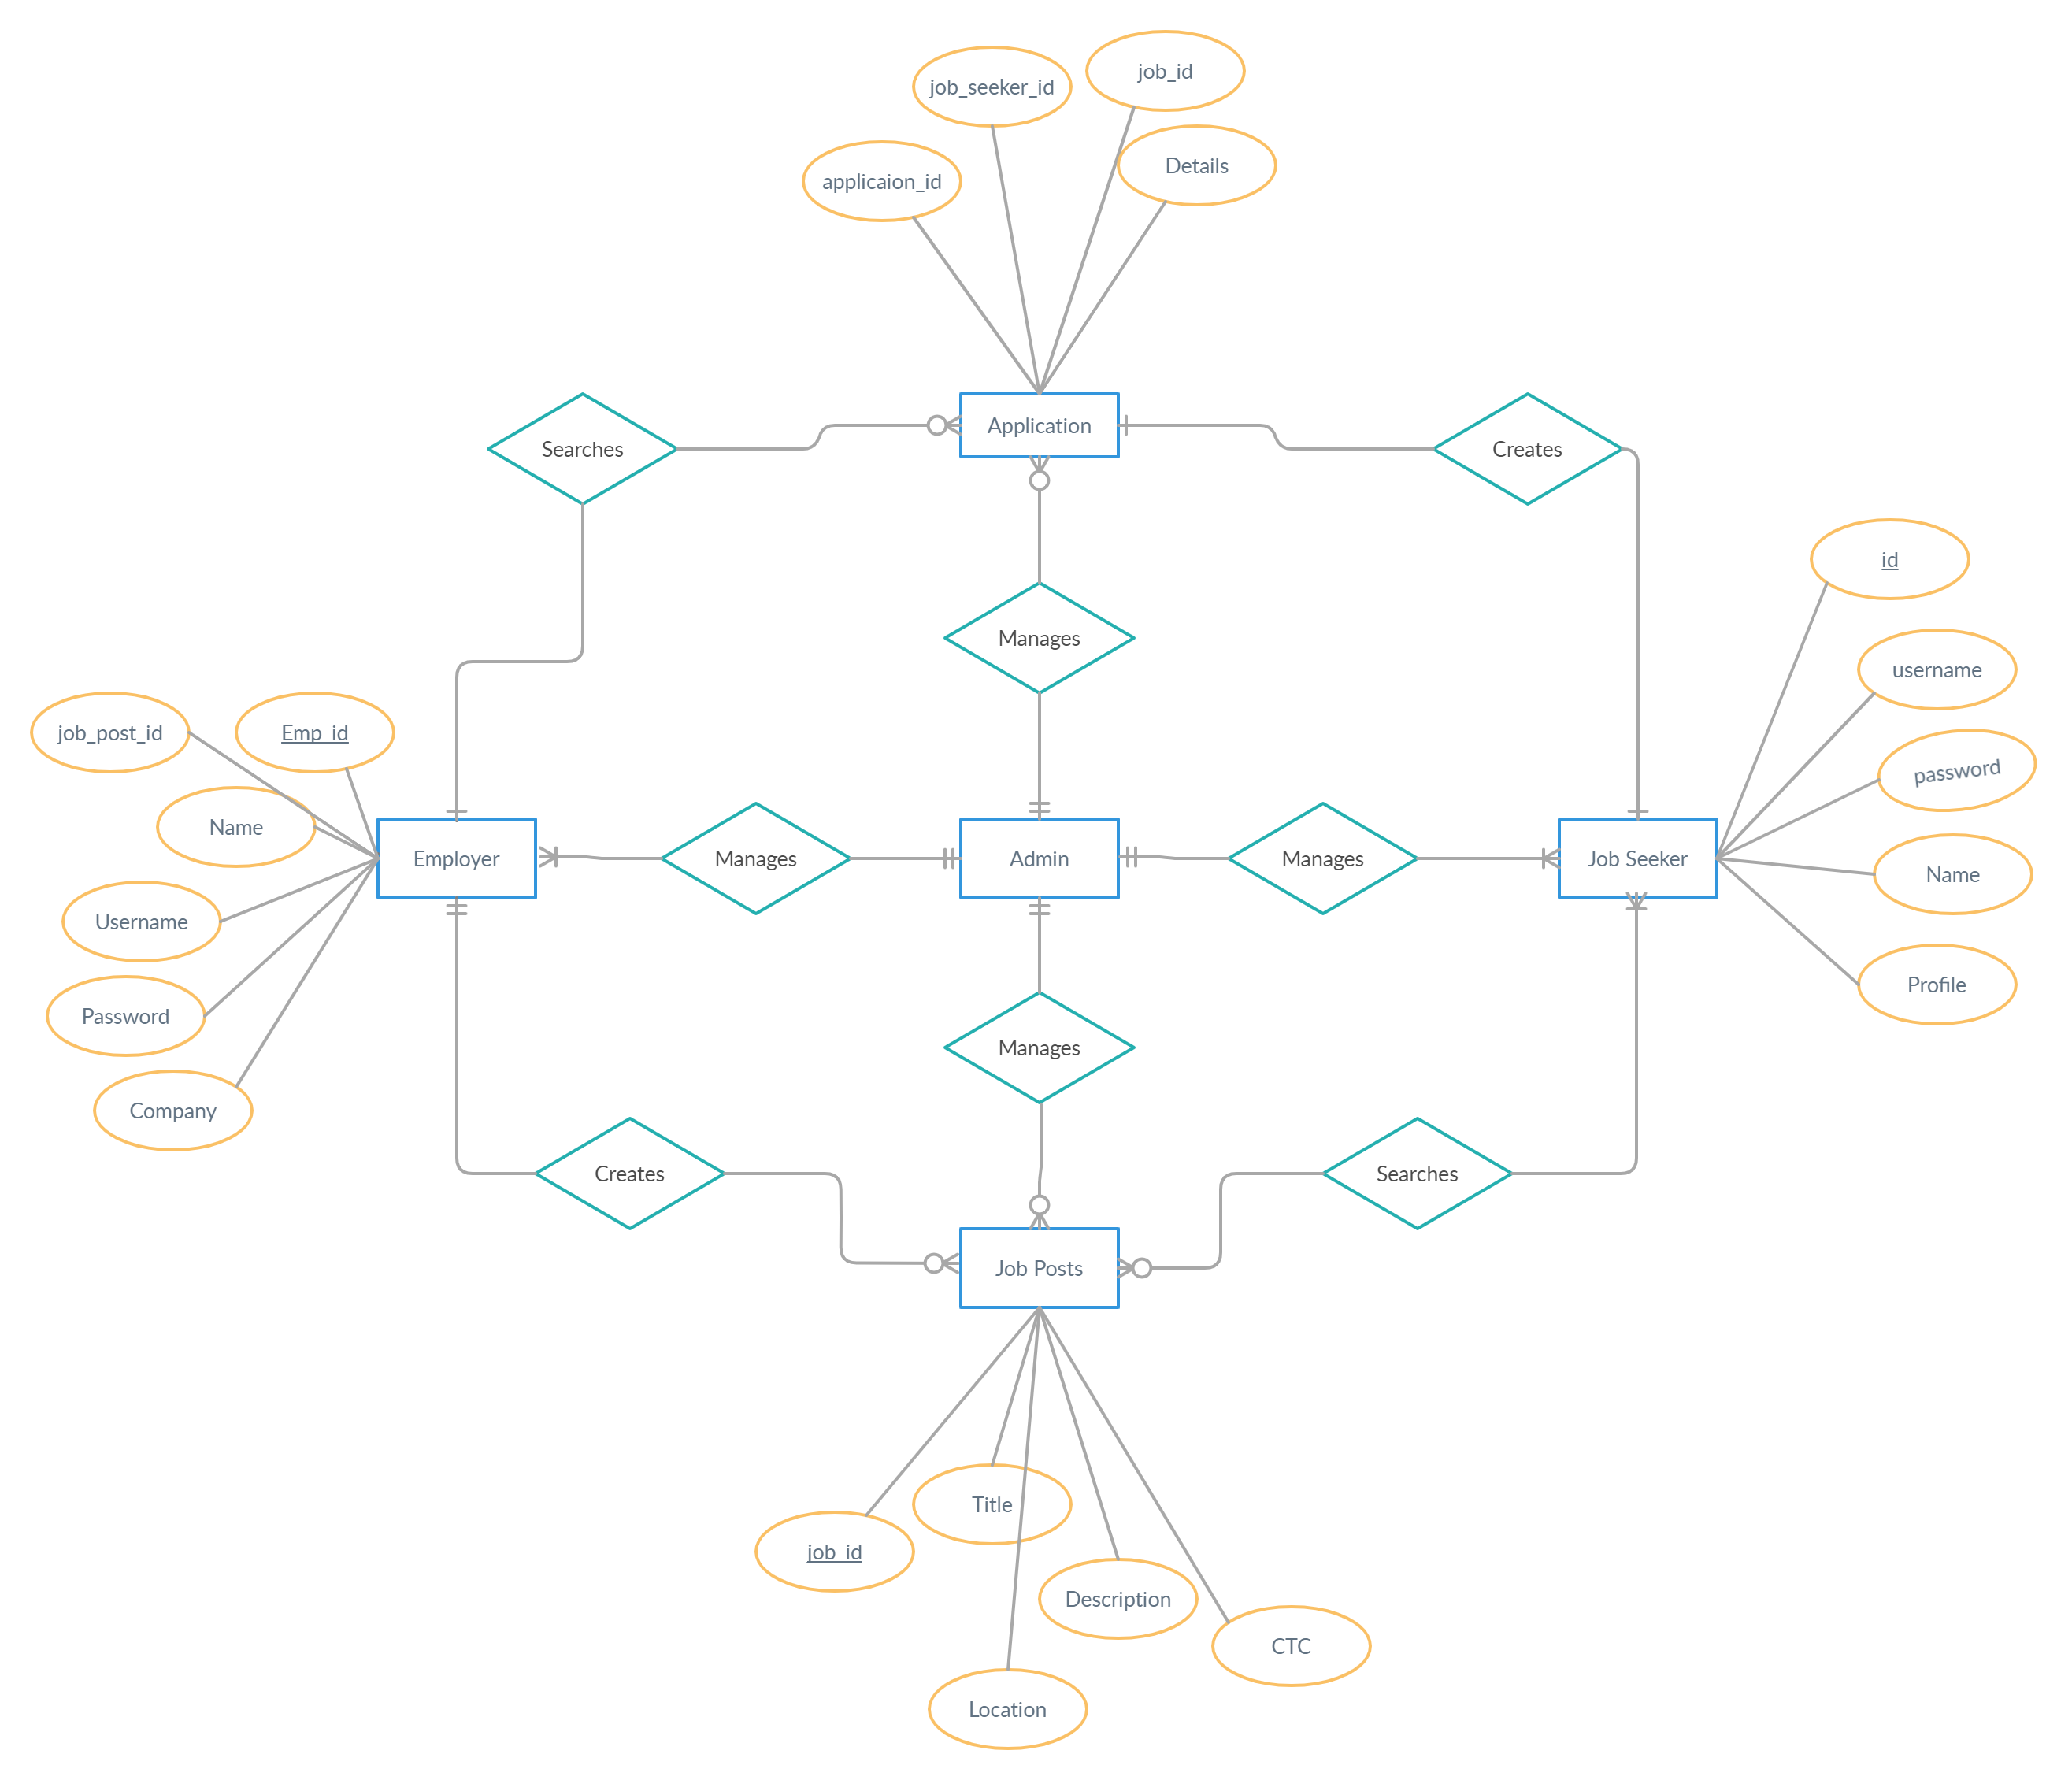 job_id
job_seeker_id
Details
applicaion_id
Application
Searches
Creates
id
Manages
username
job_post_id
Emp_id
password
Name
Employer
Manages
Admin
Manages
Job Seeker
Name
Username
Profile
Password
Manages
Company
Creates
Searches
Job Posts
Title
job_id
Description
CTC
Location